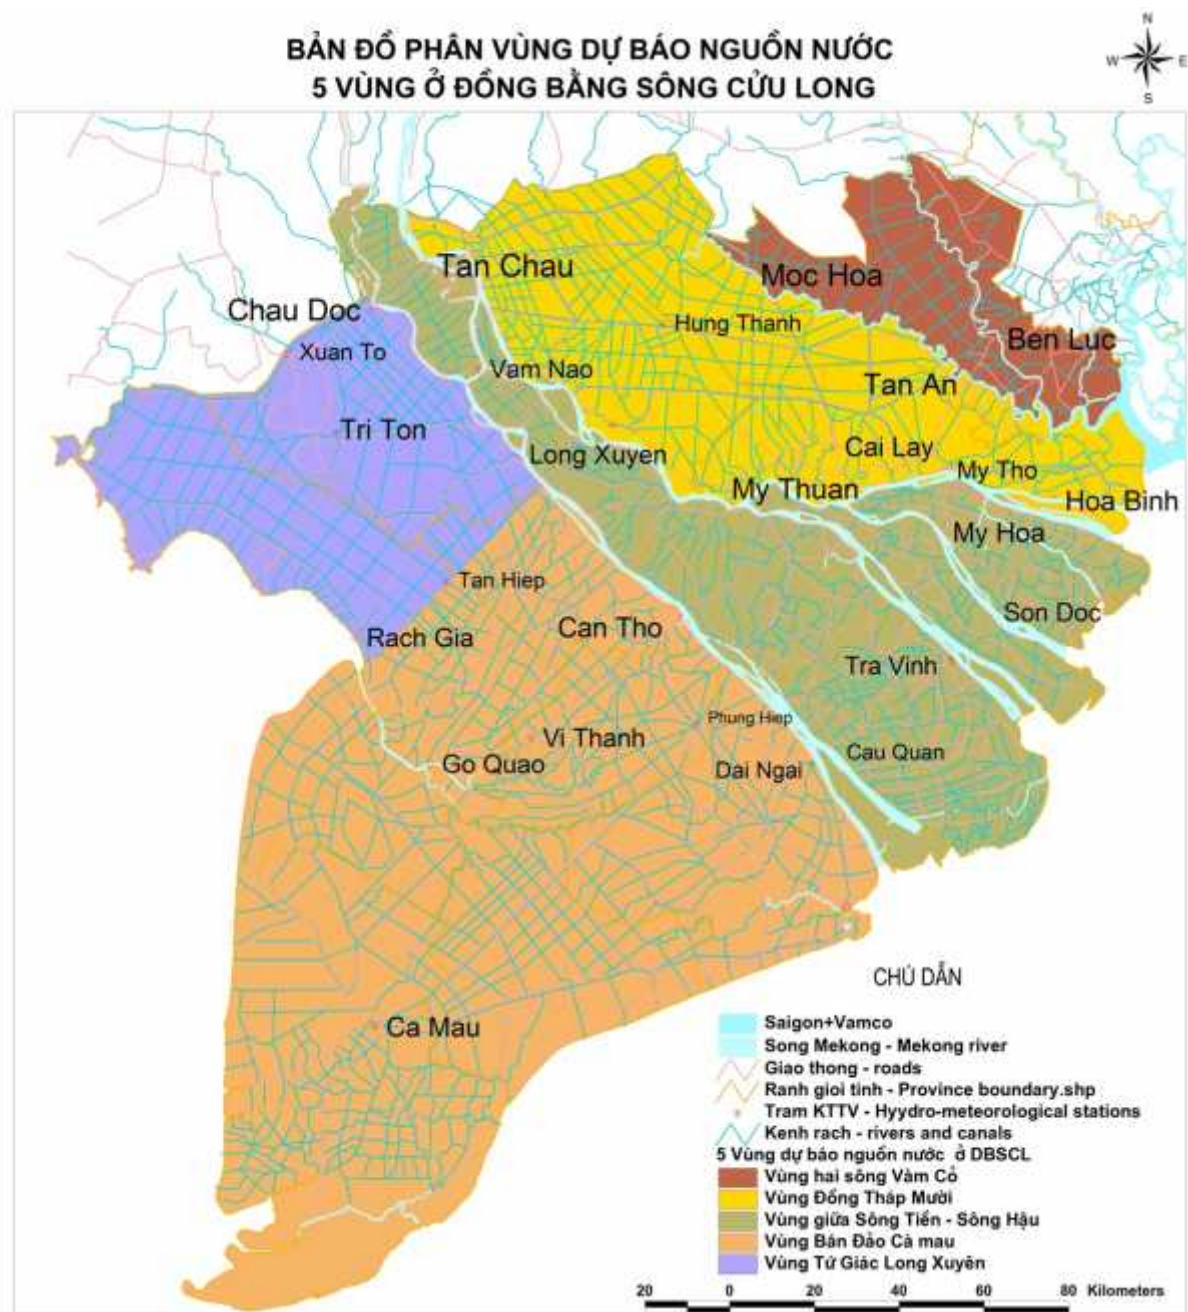 BẢN ĐỒ PHÂN VÙNG DỰ BÁO NGUỒN NƯỚC
5 VÙNG Ở ĐỒNG BẰNG SÔNG CỬU LONG
N
W
E
S
Tan Chau
Moc Hoa
Chau Doc
Hung Thanh
Ben Luc
Xuan To
Vam Nao
Tan An
Tri Ton
Long Xuyen
Cai Lay
My Tho
My Thuan
Hoa Binh
My Hoa
Tan Hiep
Son Doc
Can Tho
Rach Gia
Tra Vinh
Phung Hiep
Vi Thanh
Cau Quan
Go Quao
Dai Ngai
Ca Mau
CHÚ DẪN
Saigon+Vamco
Song Mekong - Mekong river
Giao thong - roads
Ranh gioi tinh - Province boundary.shp
Tram KTTV - Hyydro-meteorological stations
Kenh rach - rivers and canals
5 Vùng dự báo nguồn nước ở DBSCL
Vùng hai sông Vàm Cỏ
Vùng Đồng Tháp Mười
Vùng giữa Sông Tiền - Sông Hậu
Vùng Bán Đảo Cà mau
Vùng Tứ Giác Long Xuyên
20 0 20 40 60 80 Kilometers